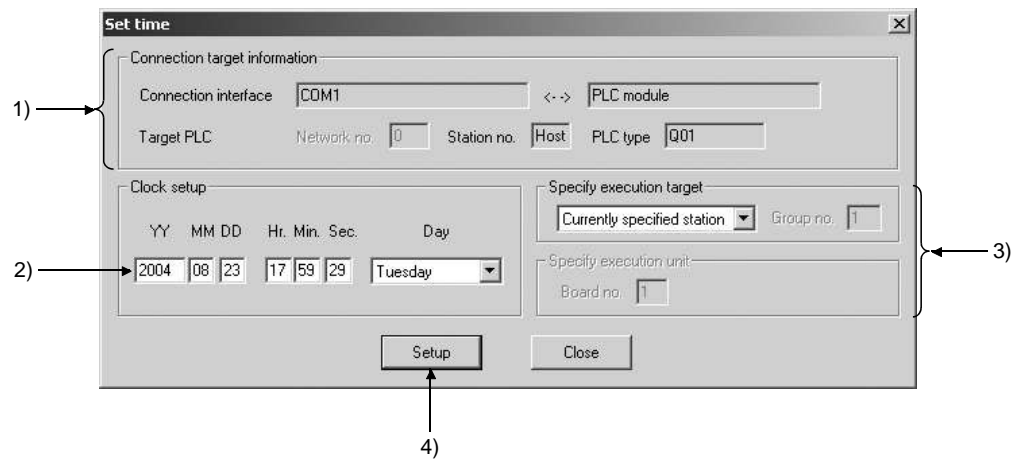 Set time
Connection target information
1)
Connection interface COM1 <--> PLC module
Target PLC Network no. 0 Station no. Host PLC type Q01
Clock setup
YY MM DD Hr. Min. Sec. Day
2)
2004 08 23 17 59 29 Tuesday
Specify execution target
Currently specified station Group no. 1
3)
Specify execution unit
Board no. 1
Setup Close
4)